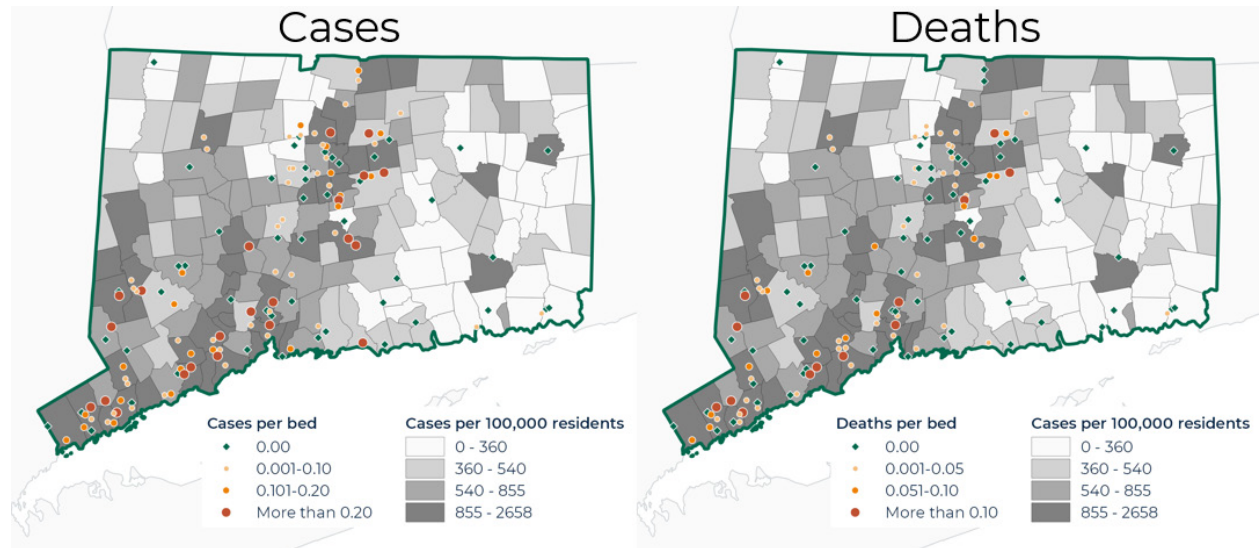 Cases
Deaths
Cases per bed
0.00
0.001-0.10
0.101-0.20
More than 0.20
Cases per 100,000 residents
0 - 360
360 - 540
540 - 855
855 - 2658
Deaths per bed
0.00
0.001-0.05
0.051-0.10
More than 0.10
Cases per 100,000 residents
0 - 360
360 - 540
540 - 855
855 - 2658